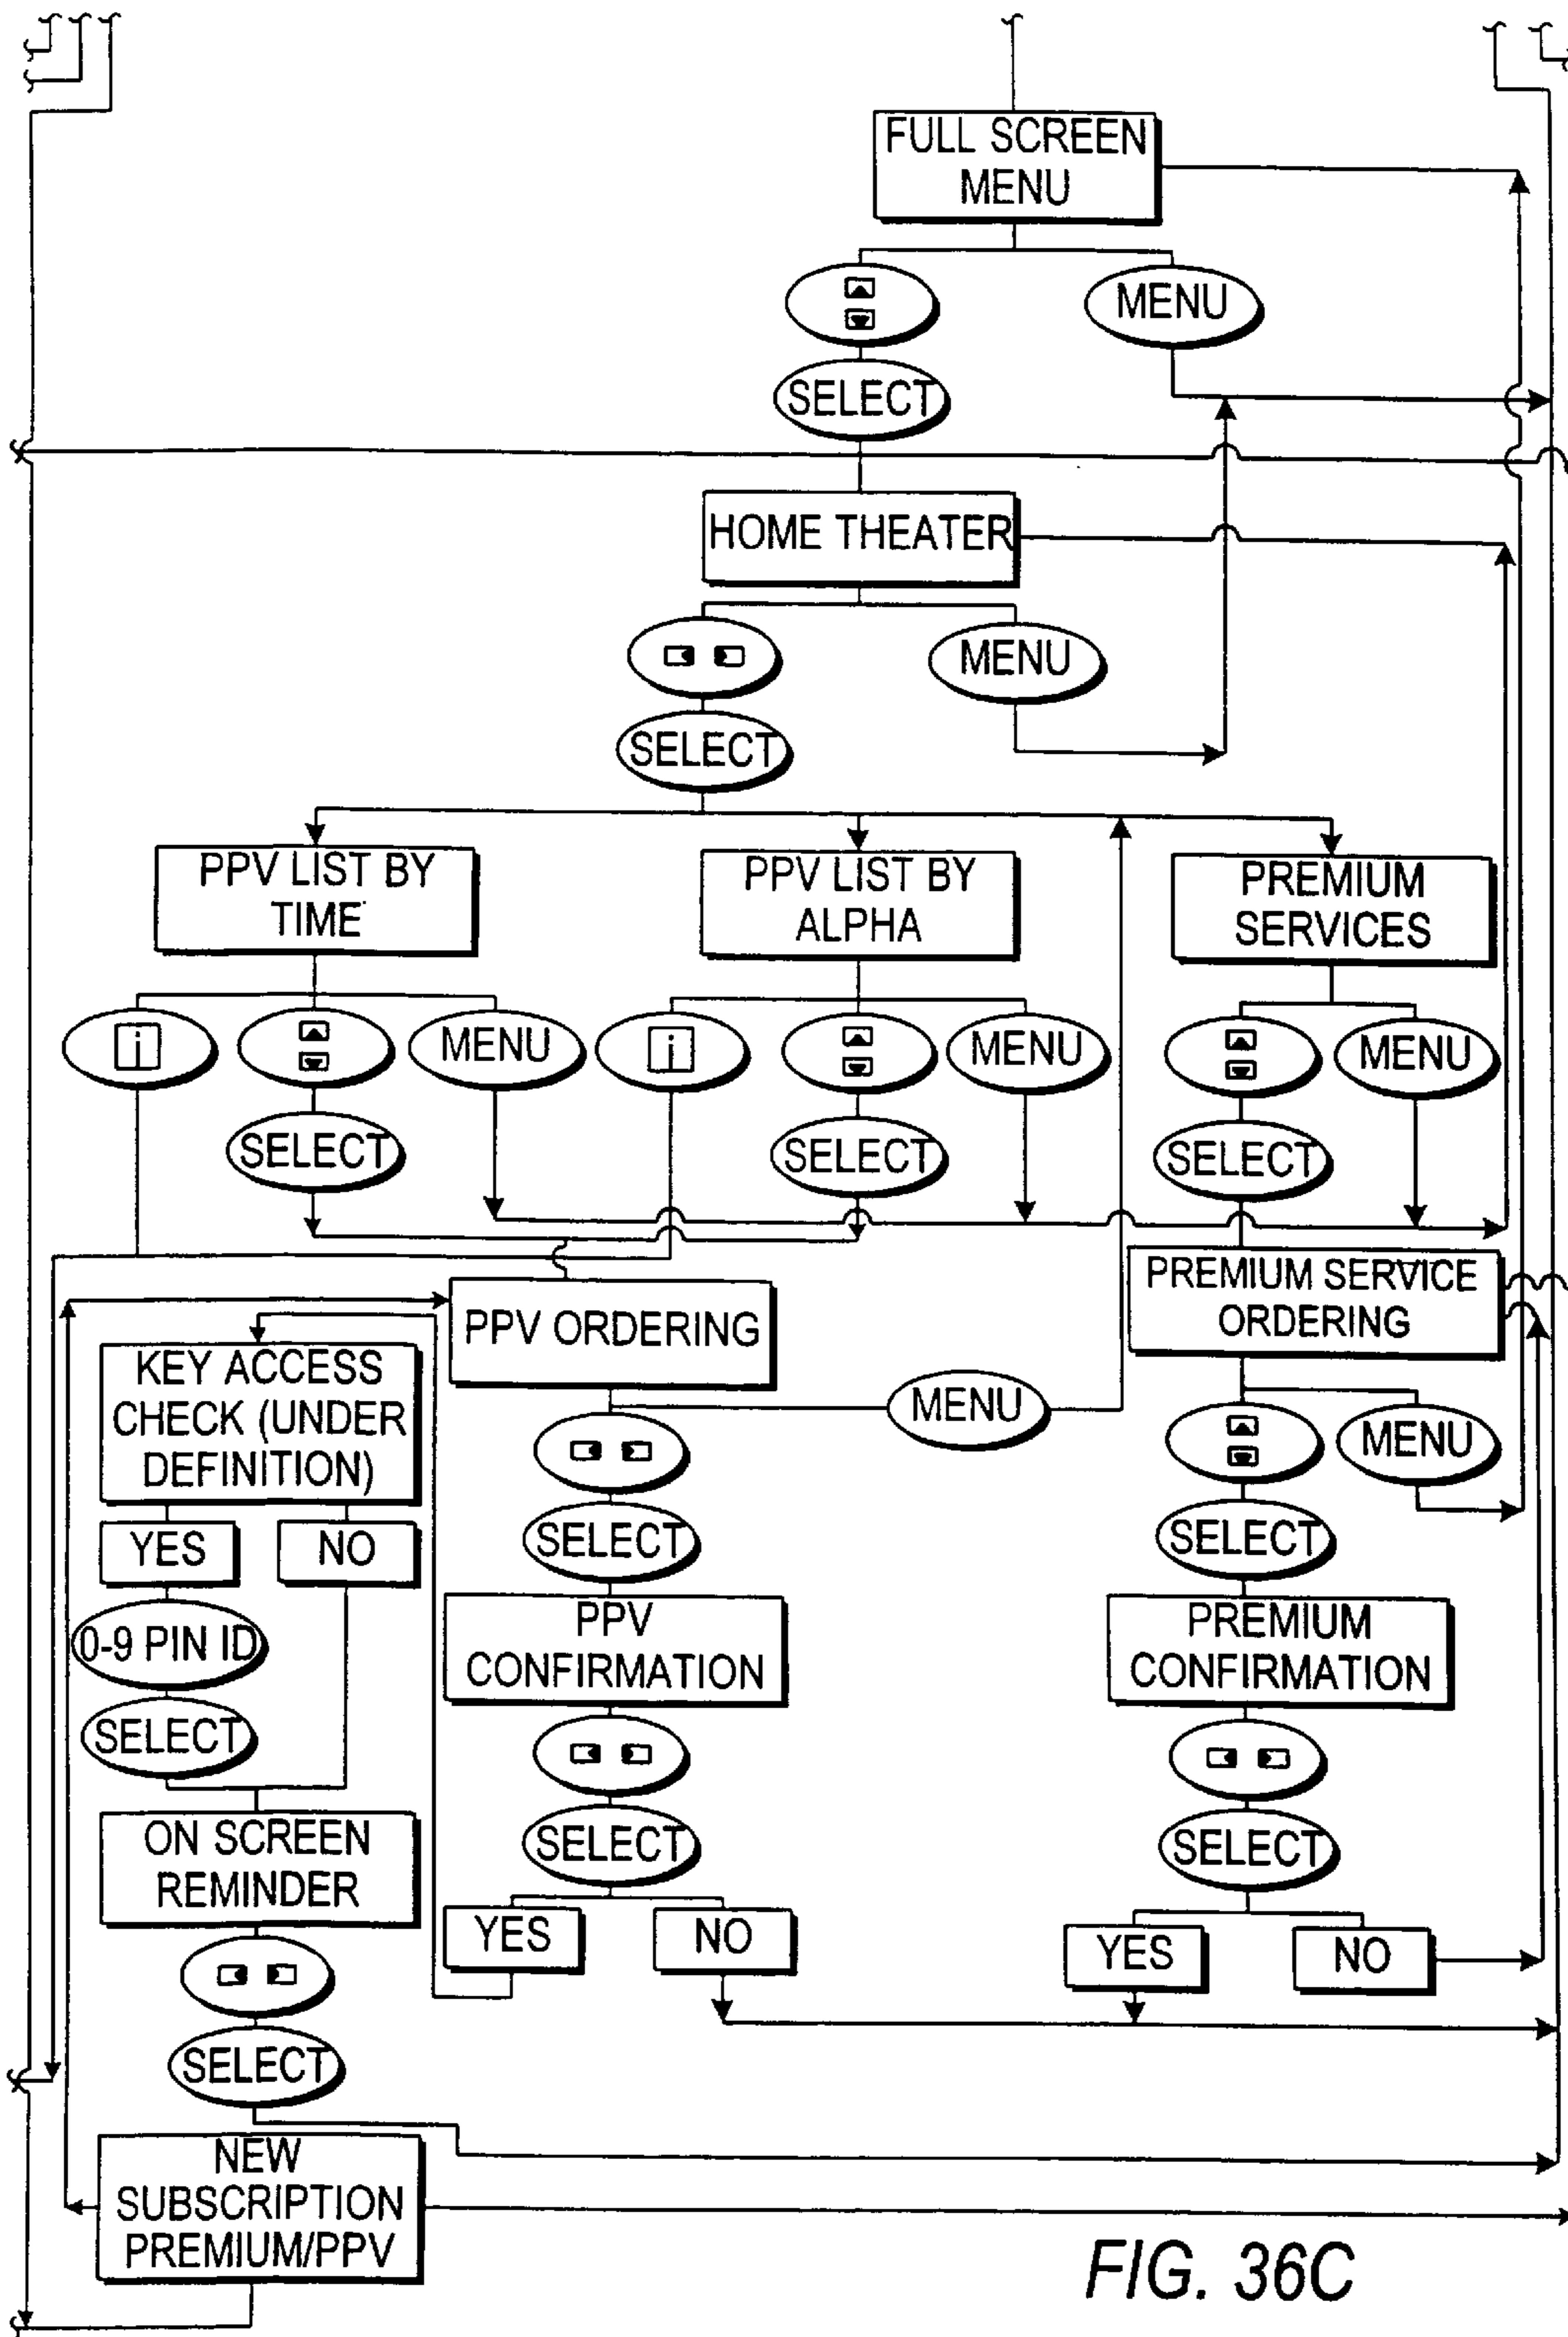 FULL SCREEN
MENU
MENU
SELECT
HOME THEATER
MENU
SELECT
PPV LIST BY
TIME
PPV LIST BY
ALPHA
PREMIUM
SERVICES
i
MENU
i
MENU
MENU
SELECT
SELECT
SELECT
PPV ORDERING
PREMIUM SERVICE
ORDERING
KEY ACCESS
CHECK (UNDER
DEFINITION)
MENU
MENU
YES
NO
SELECT
SELECT
0-9 PIN ID
PPV
CONFIRMATION
PREMIUM
CONFIRMATION
SELECT
ON SCREEN
REMINDER
SELECT
SELECT
YES
NO
YES
NO
SELECT
NEW
SUBSCRIPTION
PREMIUM/PPV
FIG. 36C